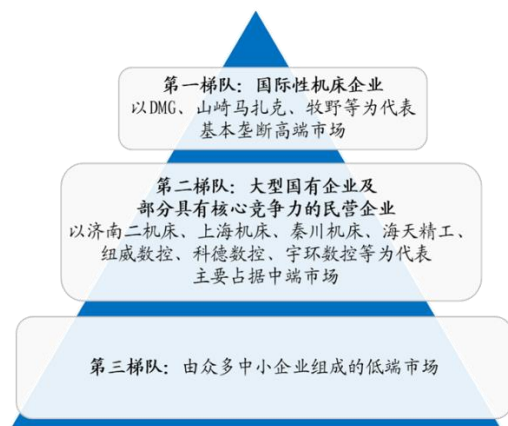 第一梯队：国际性机床企业
以DMG、山崎马扎克、牧野等为代表
基本垄断高端市场
第二梯队：大型国有企业及
部分具有核心竞争力的民营企业
以济南二机床、上海机床、秦川机床、海天精工、
纽威数控、科德数控、宇环数控等为代表
主要占据中端市场
第三梯队：由众多中小企业组成的低端市场